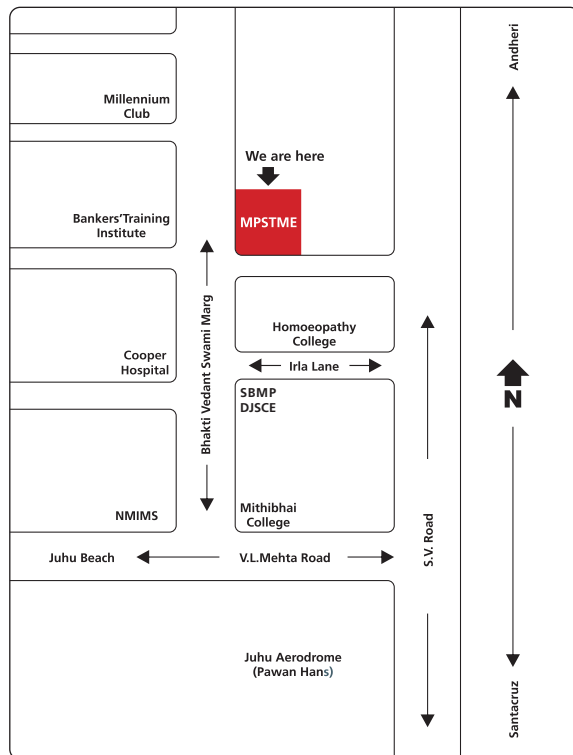 Andheri
Millennium
Club
We are here
MPSTME
Bankers'Training
Institute
Bhakti Vedant Swami Marg
Homoeopathy
College
Cooper
Hospital
Irla Lane
N
SBMP
DJSCE
NMIMS
Mithibhai
College
S.V. Road
Juhu Beach
V.L.Mehta Road
Juhu Aerodrome
(Pawan Hans)
Santacruz